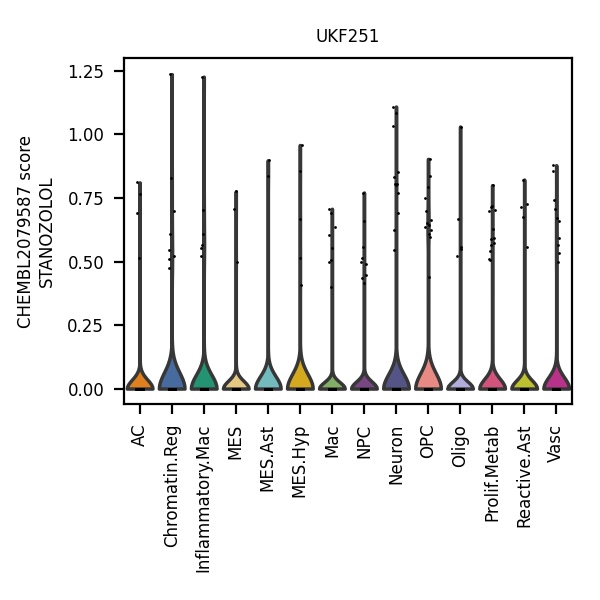 UKF251
CHEMBL2079587 score
STANOZOLOL
1.25
1.00
0.75
0.50
0.25
0.00
AC
Chromatin.Reg
Inflammatory.Mac
MES
MES.Ast
MES.Hyp
Mac
NPC
Neuron
OPC
Oligo
Prolif.Metab
Reactive.Ast
Vasc